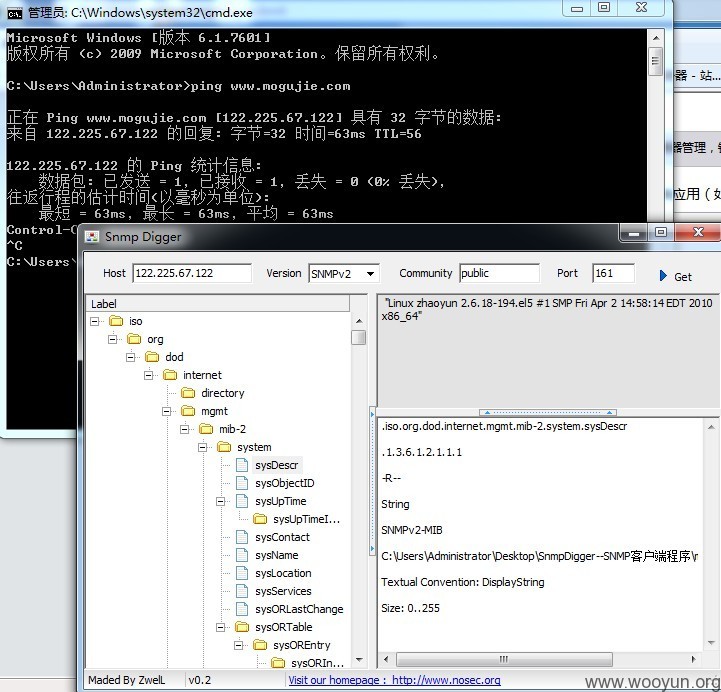 管理员: C:\Windows\system32\cmd.exe
Microsoft Windows [版本 6.1.7601]
版权所有 (c) 2009 Microsoft Corporation。保留所有权利。
C:\Users\Administrator>ping www.mogujie.com
正在 Ping www.mogujie.com [122.225.67.122] 具有 32 字节的数据:
来自 122.225.67.122 的回复: 字节=32 时间=63ms TTL=56
122.225.67.122 的 Ping 统计信息:
数据包: 已发送 = 1，已接收 = 1，丢失 = 0 (0% 丢失)，
往返行程的估计时间(以毫秒为单位):
最短 = 63ms，最长 = 63ms，平均 = 63ms
Control-C
^C
C:\Users\
器 - 站...
器管理，
应用（如
Snmp Digger
Host 122.225.67.122 Version SNMPv2 Community public Port 161 Get
Label
iso
org
dod
internet
directory
mgmt
mib-2
system
sysDescr
sysObjectID
sysUpTime
sysUpTimeI...
sysContact
sysName
sysLocation
sysServices
sysORLastChange
sysORTable
sysOREntry
sysORIn...
"Linux zhaoyun 2.6.18-194.el5 #1 SMP Fri Apr 2 14:58:14 EDT 2010
x86_64"
.iso.org.dod.internet.mgmt.mib-2.system.sysDescr
.1.3.6.1.2.1.1.1
-R--
String
SNMPv2-MIB
C:\Users\Administrator\Desktop\SnmpDigger--SNMP客户端程序\
Textual Convention: DisplayString
Size: 0..255
Maded By ZwelL v0.2 Visit our homepage : http://www.nosec.org
www.wooyun.org